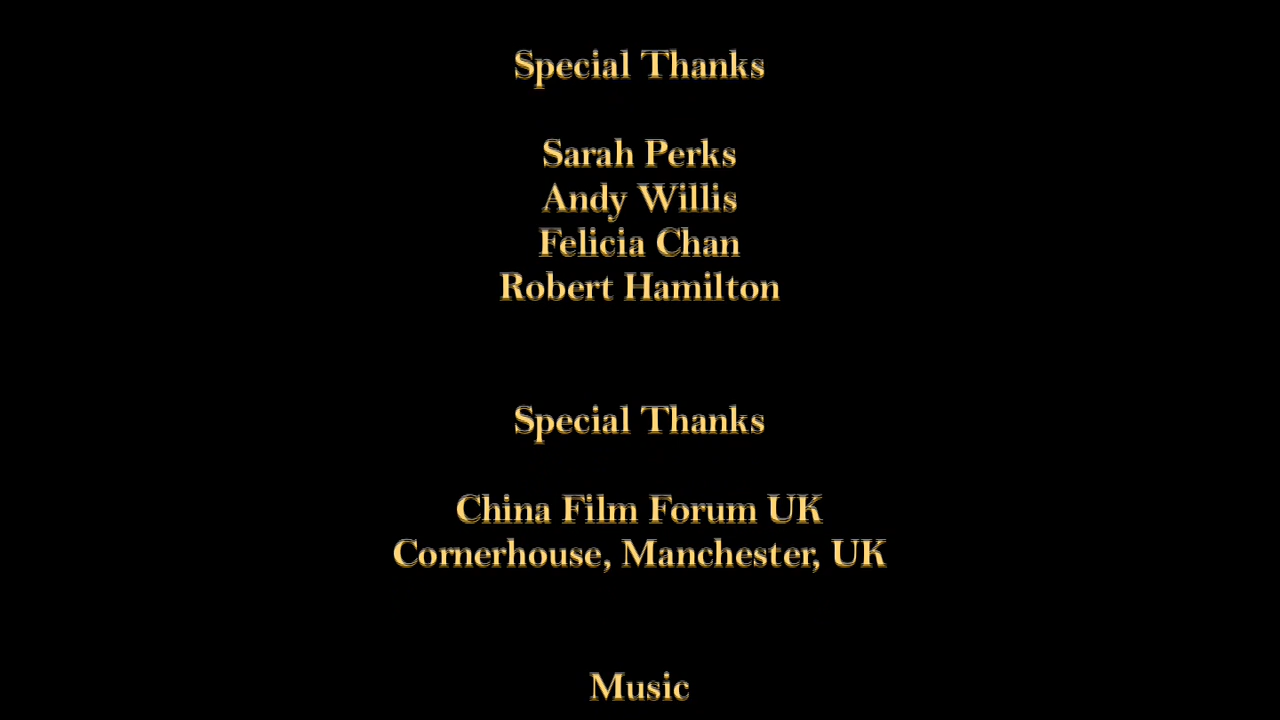 Special Thanks
Sarah Perks
Andy Willis
Felicia Chan
Robert Hamilton
Special Thanks
China Film Forum UK
Cornerhouse, Manchester, UK
Music